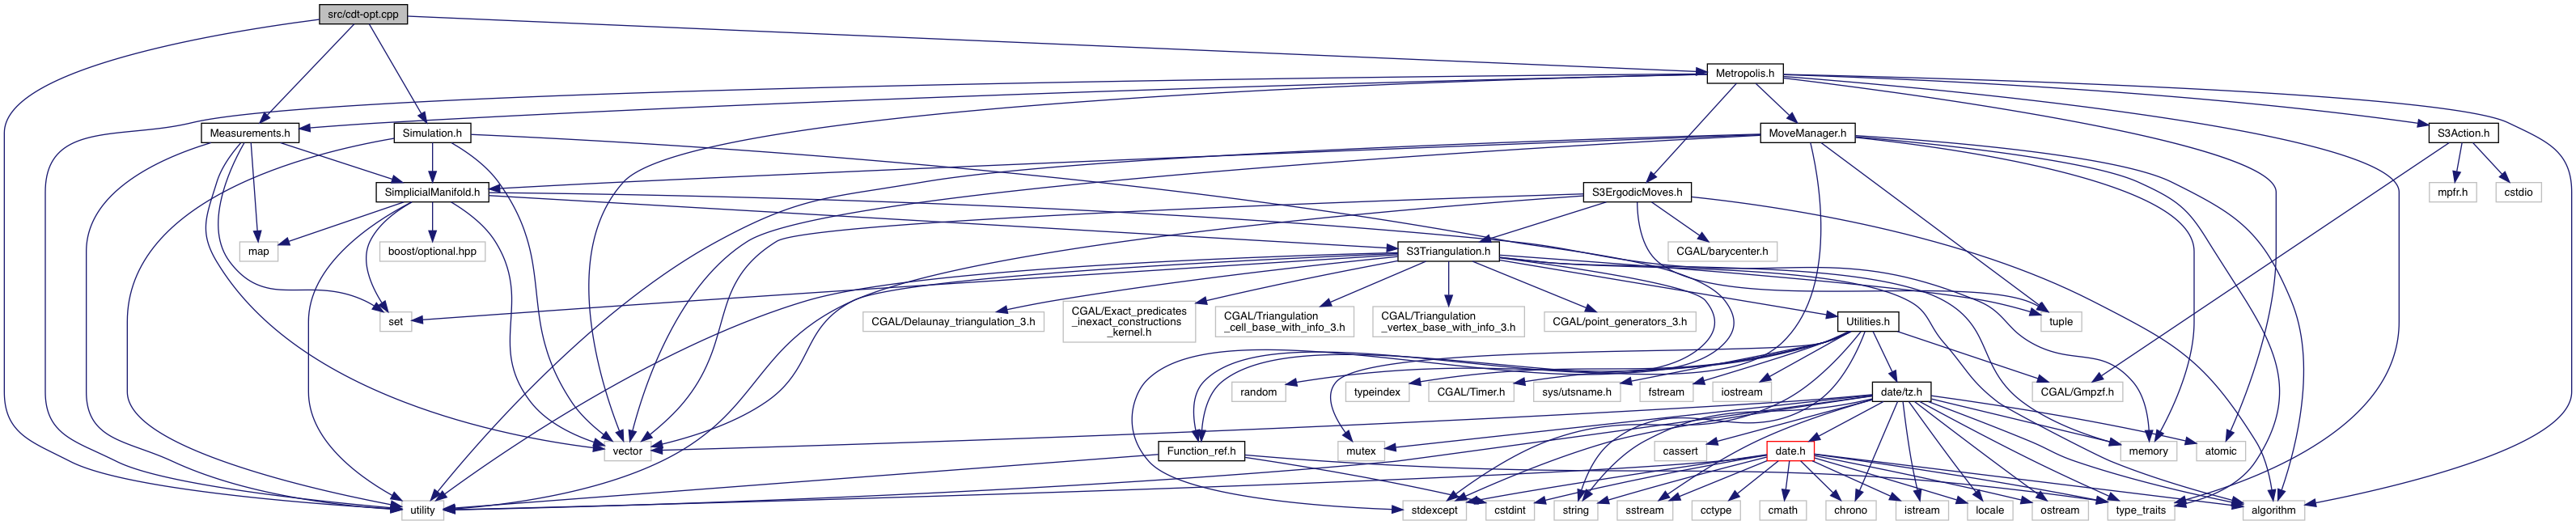 src/cdt-opt.cpp
Metropolis.h
Measurements.h
Simulation.h
MoveManager.h
S3Action.h
SimplicialManifold.h
S3ErgodicMoves.h
mpfr.h
cstdio
map
boost/optional.hpp
S3Triangulation.h
CGAL/barycenter.h
set
CGAL/Delaunay_triangulation_3.h
CGAL/Exact_predicates
_inexact_constructions
_kernel.h
CGAL/Triangulation
_cell_base_with_info_3.h
CGAL/Triangulation
_vertex_base_with_info_3.h
CGAL/point_generators_3.h
Utilities.h
tuple
random
typeindex
CGAL/Timer.h
sys/utsname.h
fstream
iostream
date/tz.h
CGAL/Gmpzf.h
vector
Function_ref.h
mutex
cassert
date.h
memory
atomic
utility
stdexcept
cstdint
string
sstream
cctype
cmath
chrono
istream
locale
ostream
type_traits
algorithm